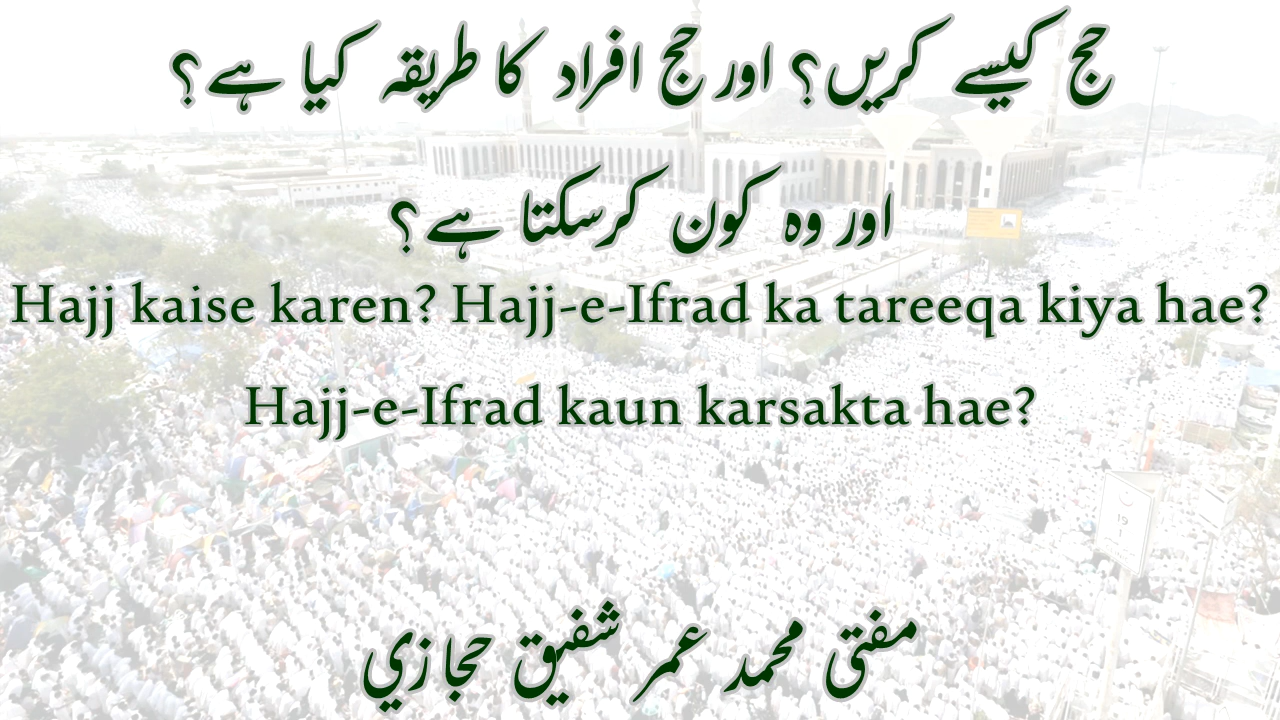 حج کیسے کریں؟ اور حج افراد کا طریقہ کیا ہے؟
اور وہ کون کرسکتا ہے؟
Hajj kaise karen? Hajj-e-Ifrad ka tareeqa kiya hae?
Hajj-e-Ifrad kaun karsakta hae?
مفتی محمد عمر شفیق حجازي